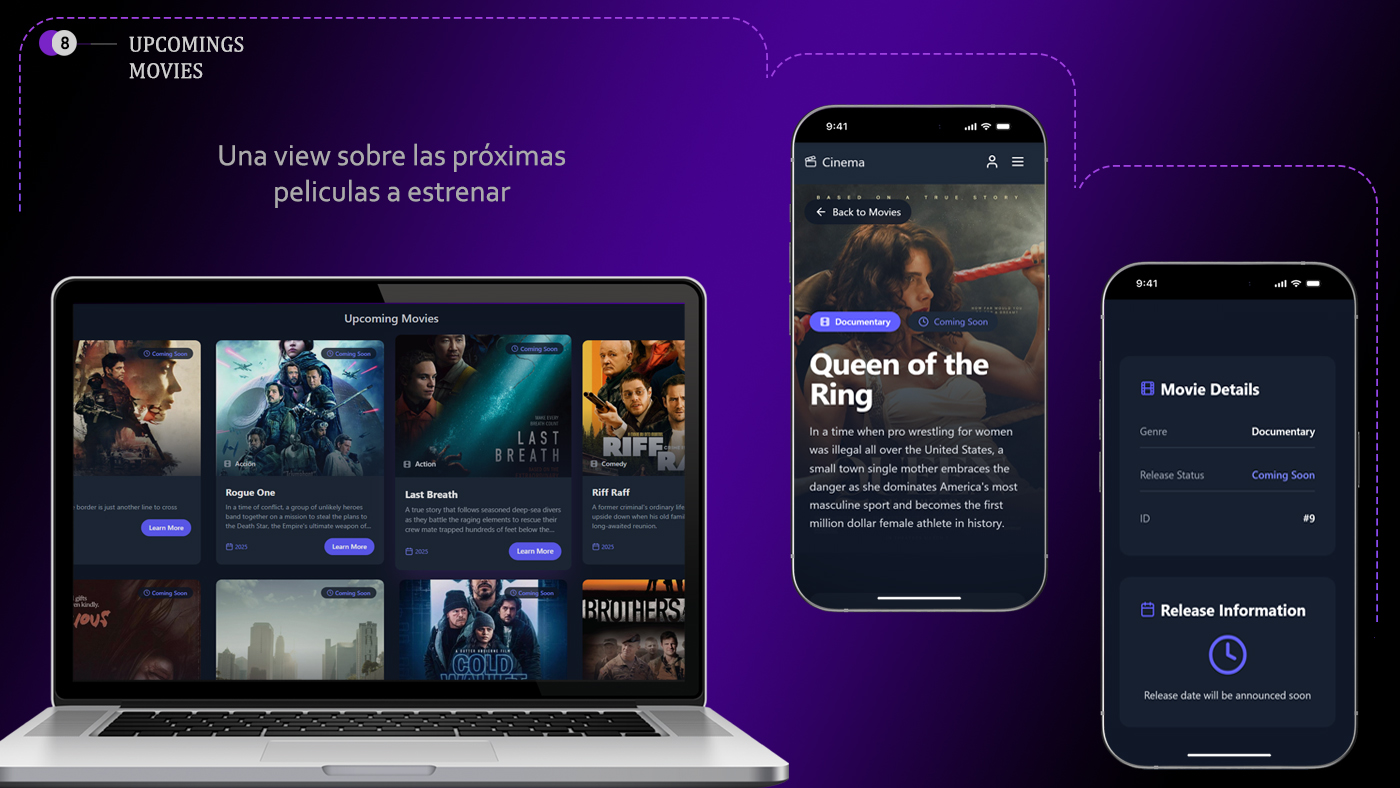 8
UPCOMINGS
MOVIES
Una view sobre las próximas
peliculas a estrenar
Upcoming Movies
Coming Soon
border is just another line to cross
Learn More
Coming Soon
Action
Rogue One
In a time of conflict, a group of unlikely heroes
band together on a mission to steal the plans to
the Death Star, the Empire's ultimate weapon of...
2025
Learn More
Coming Soon
MAKE EVERY
BREATH COUNT
LAST
BREATH
Action
Last Breath
A true story that follows seasoned deep-sea divers
as they battle the raging elements to rescue their
crew mate trapped hundreds of feet below the...
2025
Learn More
RIFF
RA
Comedy
Riff Raff
A former criminal's ordinary life
upside down when his old fami
long-awaited reunion.
2025
Coming Soon
gifts
en kindly.
IOUS
Coming Soon
Coming Soon
COLD
WALLET
BROTHERS
9:41
Cinema
BASED ON A TRUE STORY
Back to Movies
Documentary
Coming Soon
Queen of the
Ring
In a time when pro wrestling for women
was illegal all over the United States, a
small town single mother embraces the
danger as she dominates America's most
masculine sport and becomes the first
million dollar female athlete in history.
9:41
Movie Details
Genre Documentary
Release Status Coming Soon
ID #9
Release Information
Release date will be announced soon